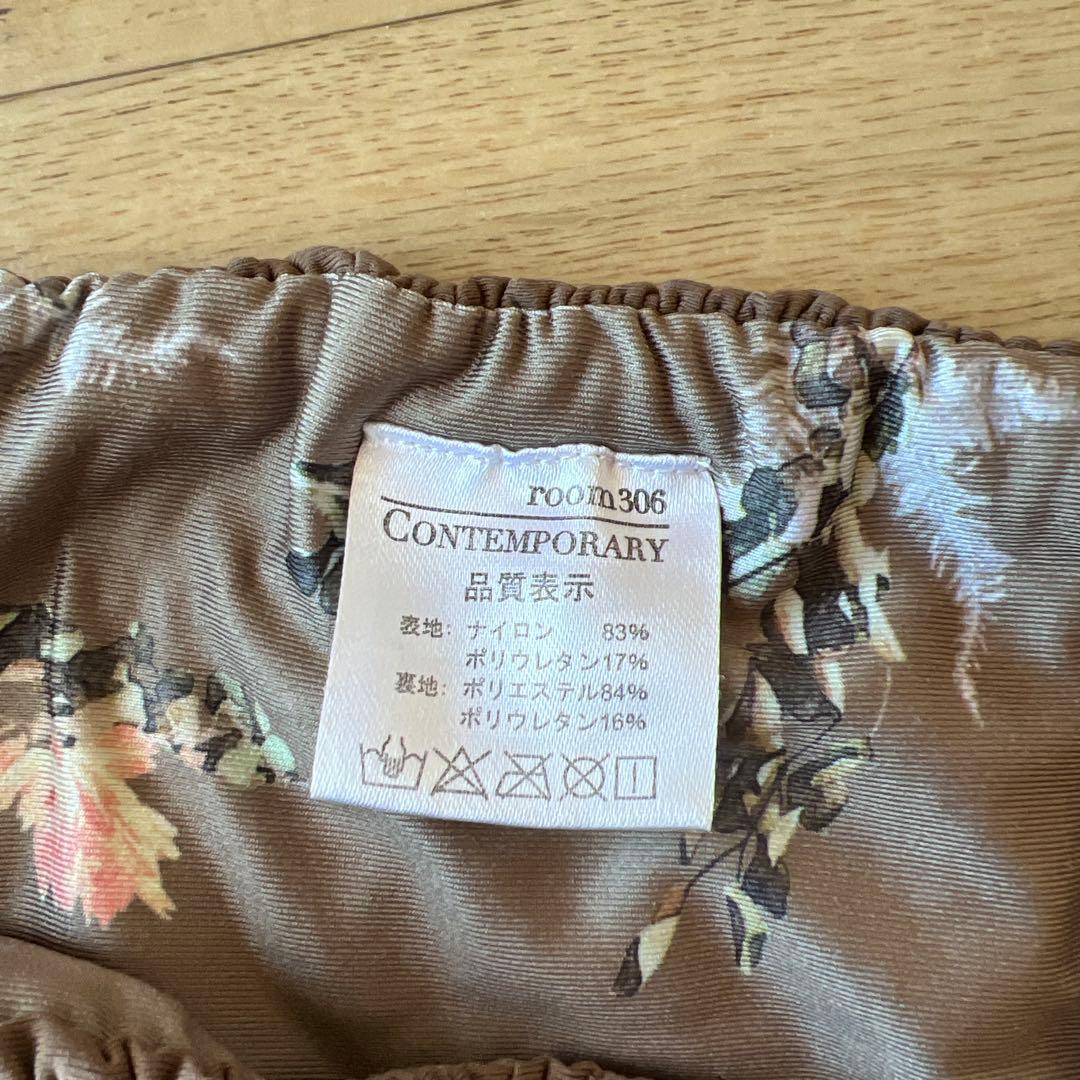 room306
CONTEMPORARY
品質表示
表地: ナイロン 83%
ポリウレタン17%
裏地: ポリエステル84%
ポリウレタン16%